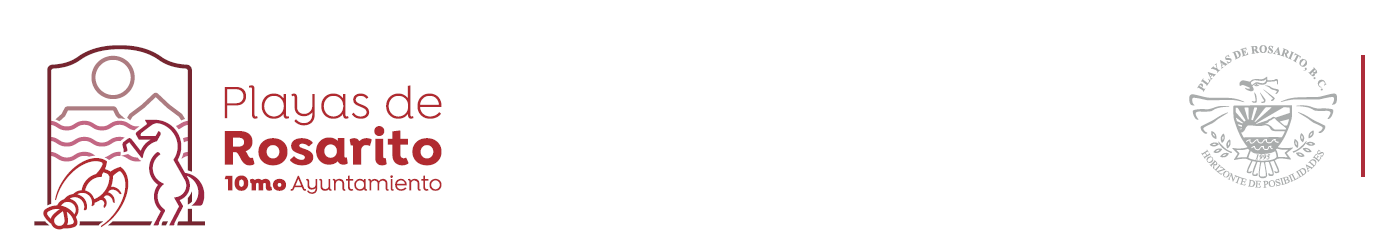 Playas de
Rosarito
10mo Ayuntamiento
PLAYAS DE ROSARITO, B. C.
1995
HORIZONTE DE POSIBILIDADES